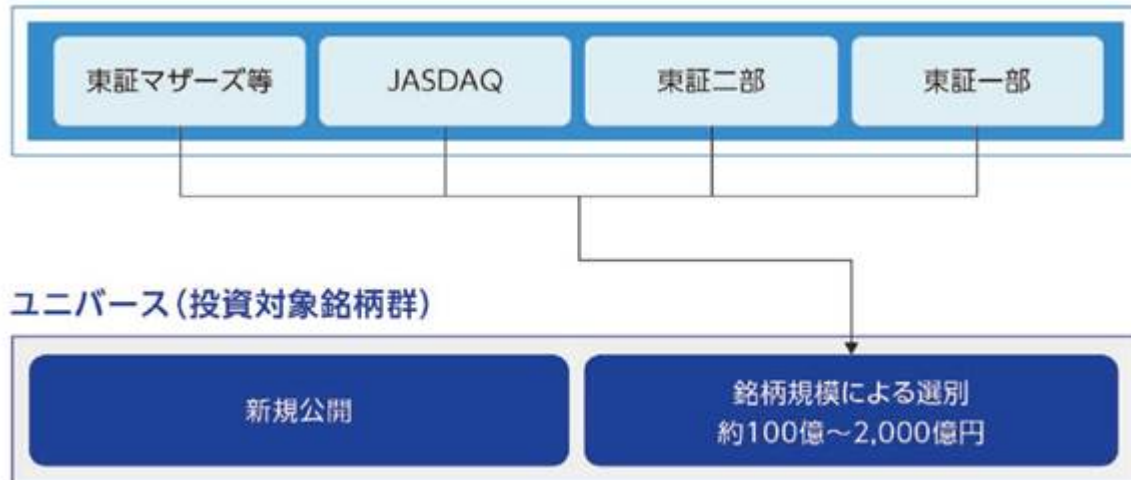 東証マザーズ等
JASDAQ
東証二部
東証一部
ユニバース(投資対象銘柄群)
新規公開
銘柄規模による選別
約100億～2,000億円